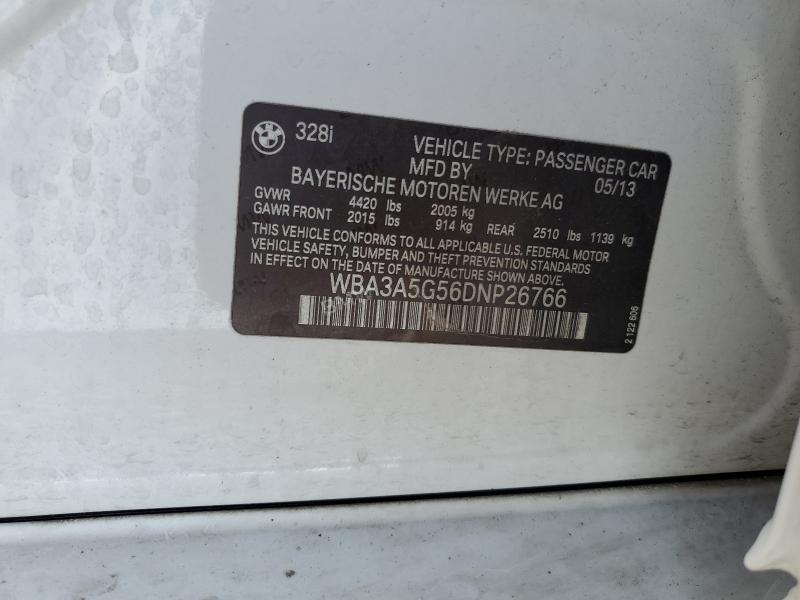 328i
VEHICLE TYPE: PASSENGER CAR
MFD BY 05/13
BAYERISCHE MOTOREN WERKE AG
GVWR 4420 lbs 2005 kg
GAWR FRONT 2015 lbs 914 kg REAR 2510 lbs 1139 kg
THIS VEHICLE CONFORMS TO ALL APPLICABLE U.S. FEDERAL MOTOR
VEHICLE SAFETY, BUMPER AND THEFT PREVENTION STANDARDS
IN EFFECT ON THE DATE OF MANUFACTURE SHOWN ABOVE.
WBA3A5G56DNP26766
2 122 606